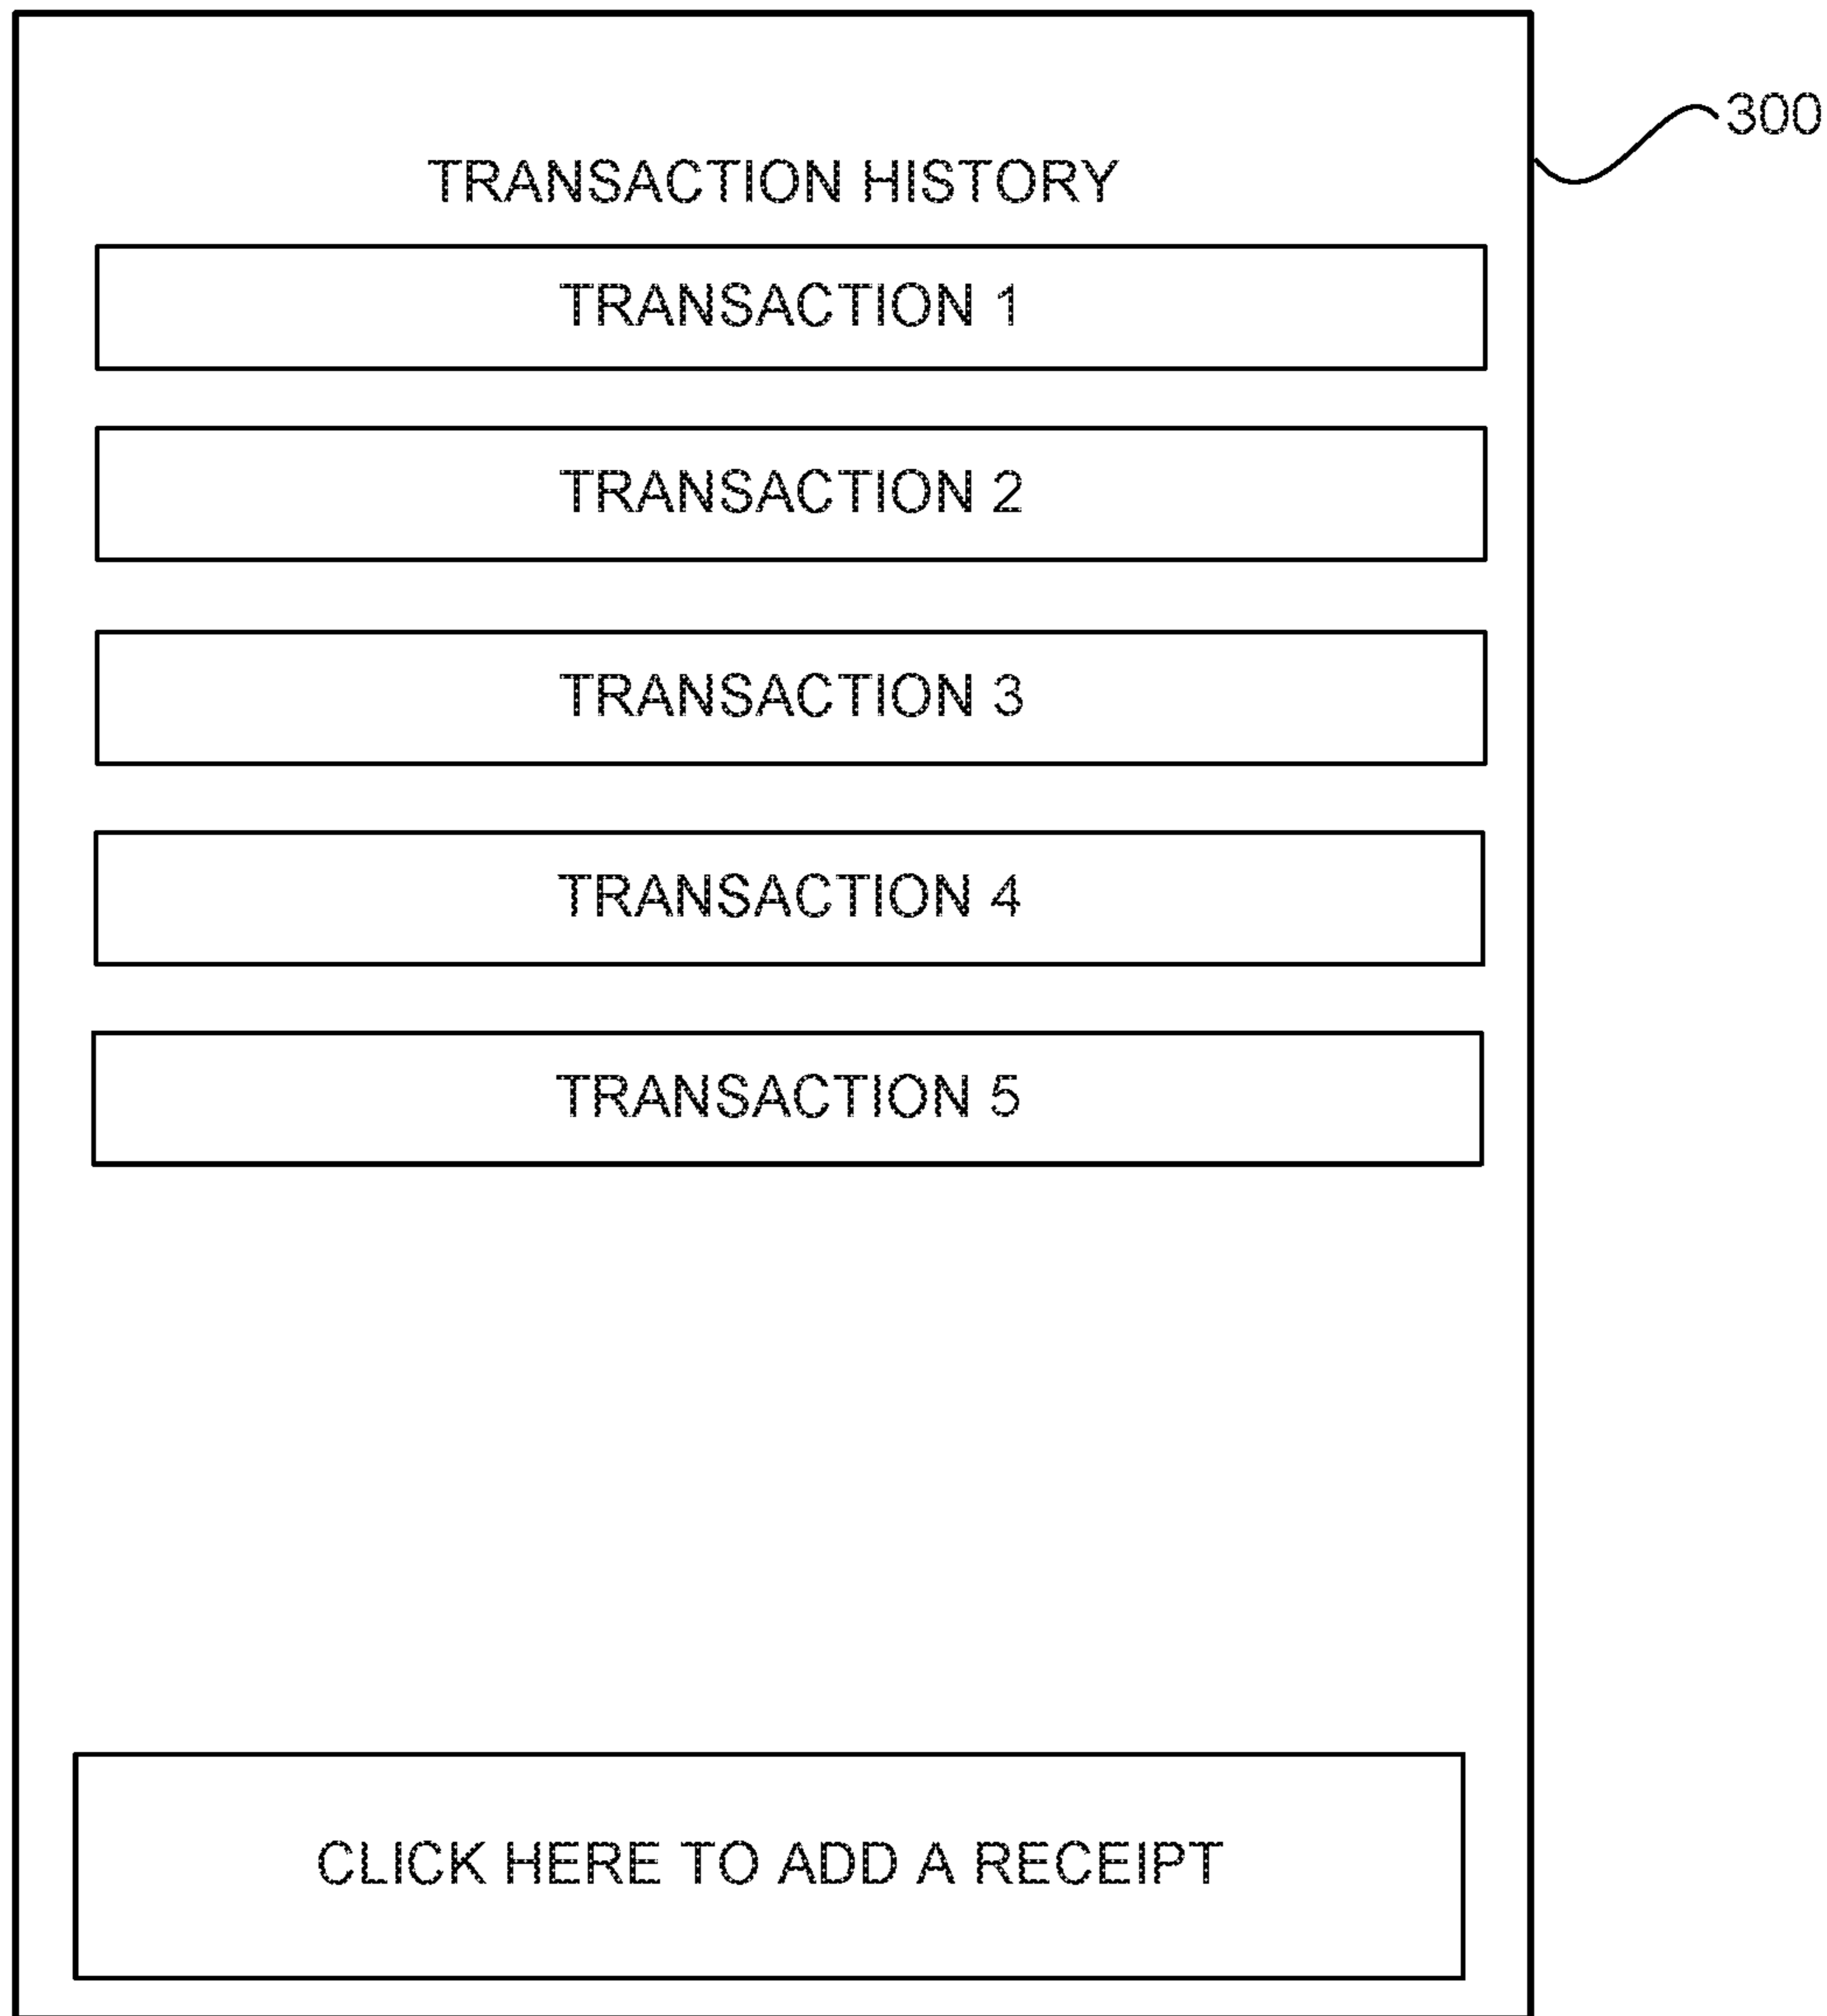 300
TRANSACTION HISTORY
TRANSACTION 1
TRANSACTION 2
TRANSACTION 3
TRANSACTION 4
TRANSACTION 5
CLICK HERE TO ADD A RECEIPT